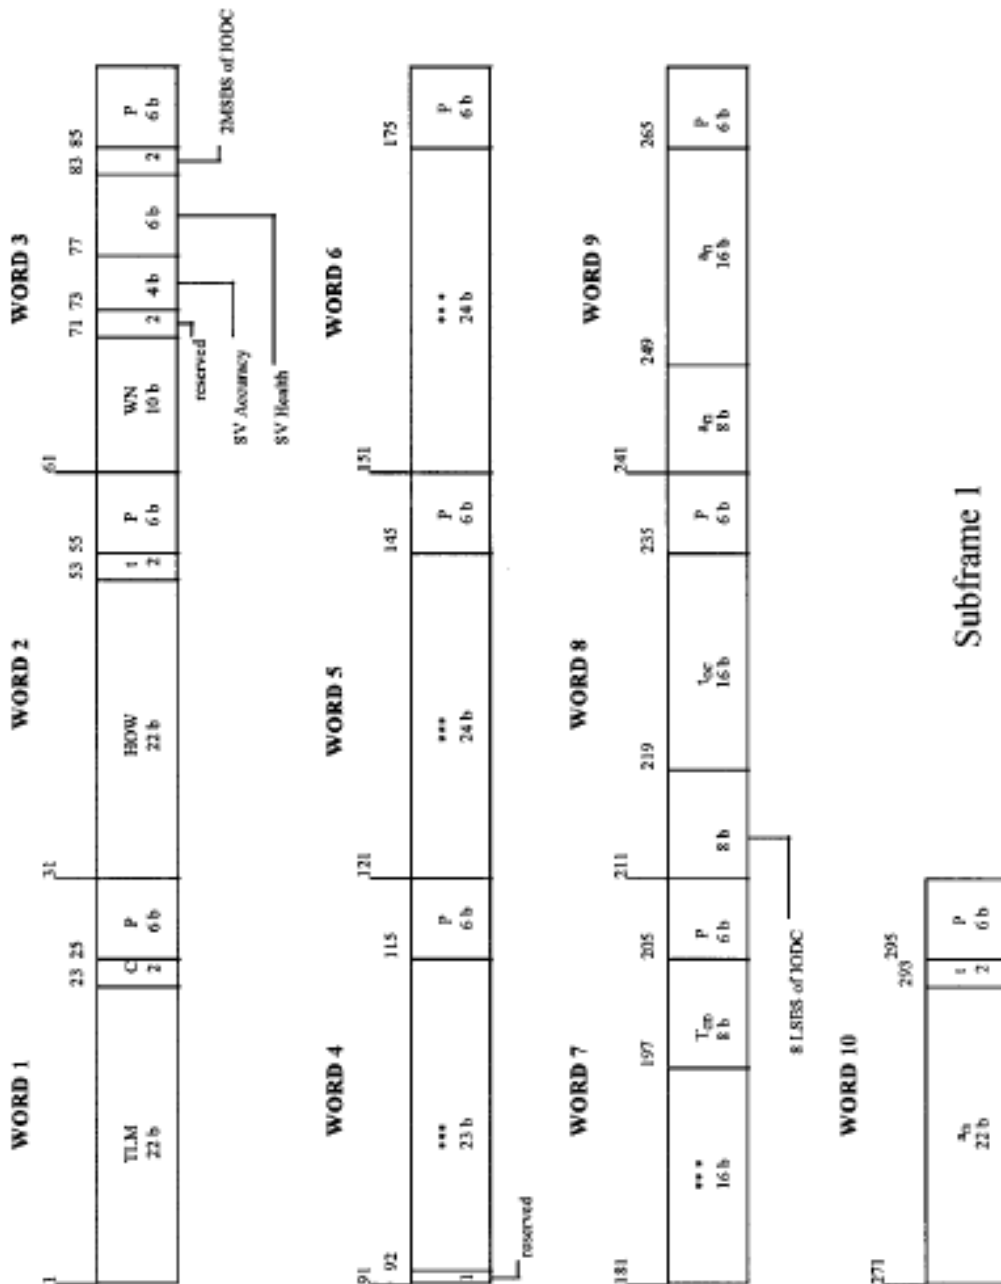 WORD 1 WORD 2 WORD 3
1 23 25 31 53 55 61 71 73 77 83 85
TLM C P HOW t P WN P
22 b 2 6 b 22 b 2 6 b 10 b 2 4 b 6 b 2 6 b
reserved
SV Accuracy
SV Health
2MSBS of IODC
WORD 4 WORD 5 WORD 6
91 92 115 121 145 151 175
*** P *** P *** P
1 23 b 6 b 24 b 6 b 24 b 6 b
reserved
WORD 7 WORD 8 WORD 9
181 197 205 211 219 235 241 249 265
*** P P P
16 b 8 b 6 b 8 b 16 b 6 b 8 b 16 b 6 b
8 LSBS of IODC
WORD 10
271 293 295
t P
22 b 2 6 b
Subframe 1